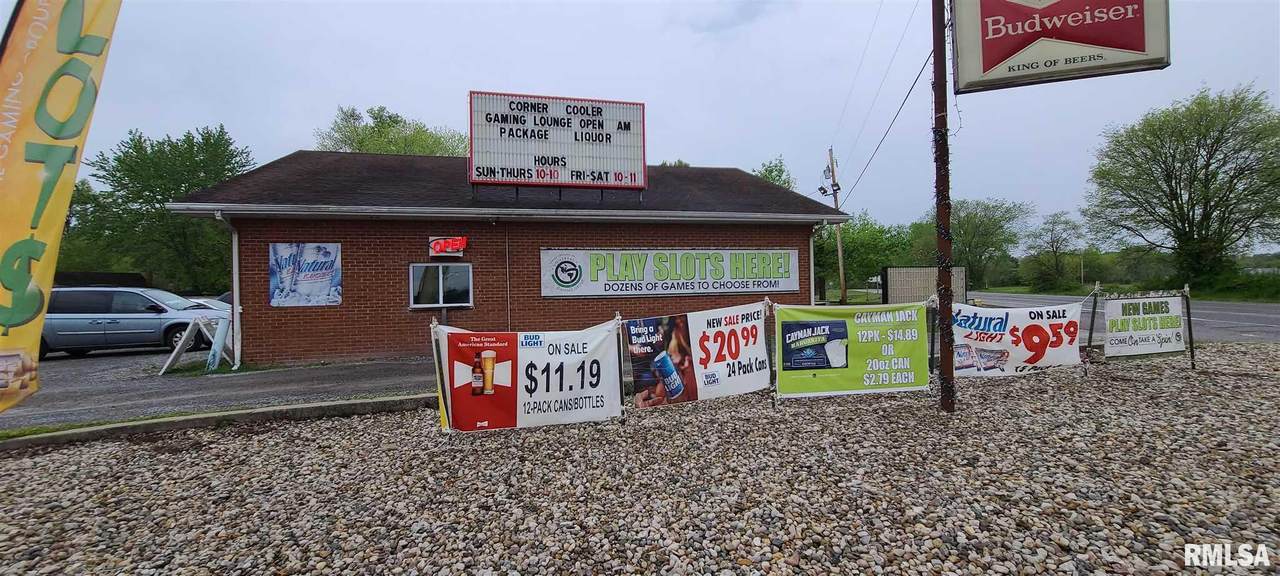 Budweiser
KING OF BEERS.
CORNER COOLER
GAMING LOUNGE OPEN AM
PACKAGE LIQUOR
HOURS
SUN-THURS 10-10 FRI-SAT 10-11
OPEN
Natural
PLAY SLOTS HERE!
DOZENS OF GAMES TO CHOOSE FROM!
GAMING
$
The Great
American Standard
BUD
LIGHT
ON SALE
$11.19
12-PACK CANS/BOTTLES
Bring a
Bud Light
there.
NEW SALE PRICE!
$20.99
24 Pack Cans
BUD
LIGHT
CAYMAN JACK
MARGARITA
CAYMAN JACK
12PK - $14.89
OR
20oz CAN
$2.79 EACH
Natural
LIGHT
ON SALE
$9.59
NEW GAMES
PLAY SLOTS!
COME On TAKE A Spin!
RMLSA